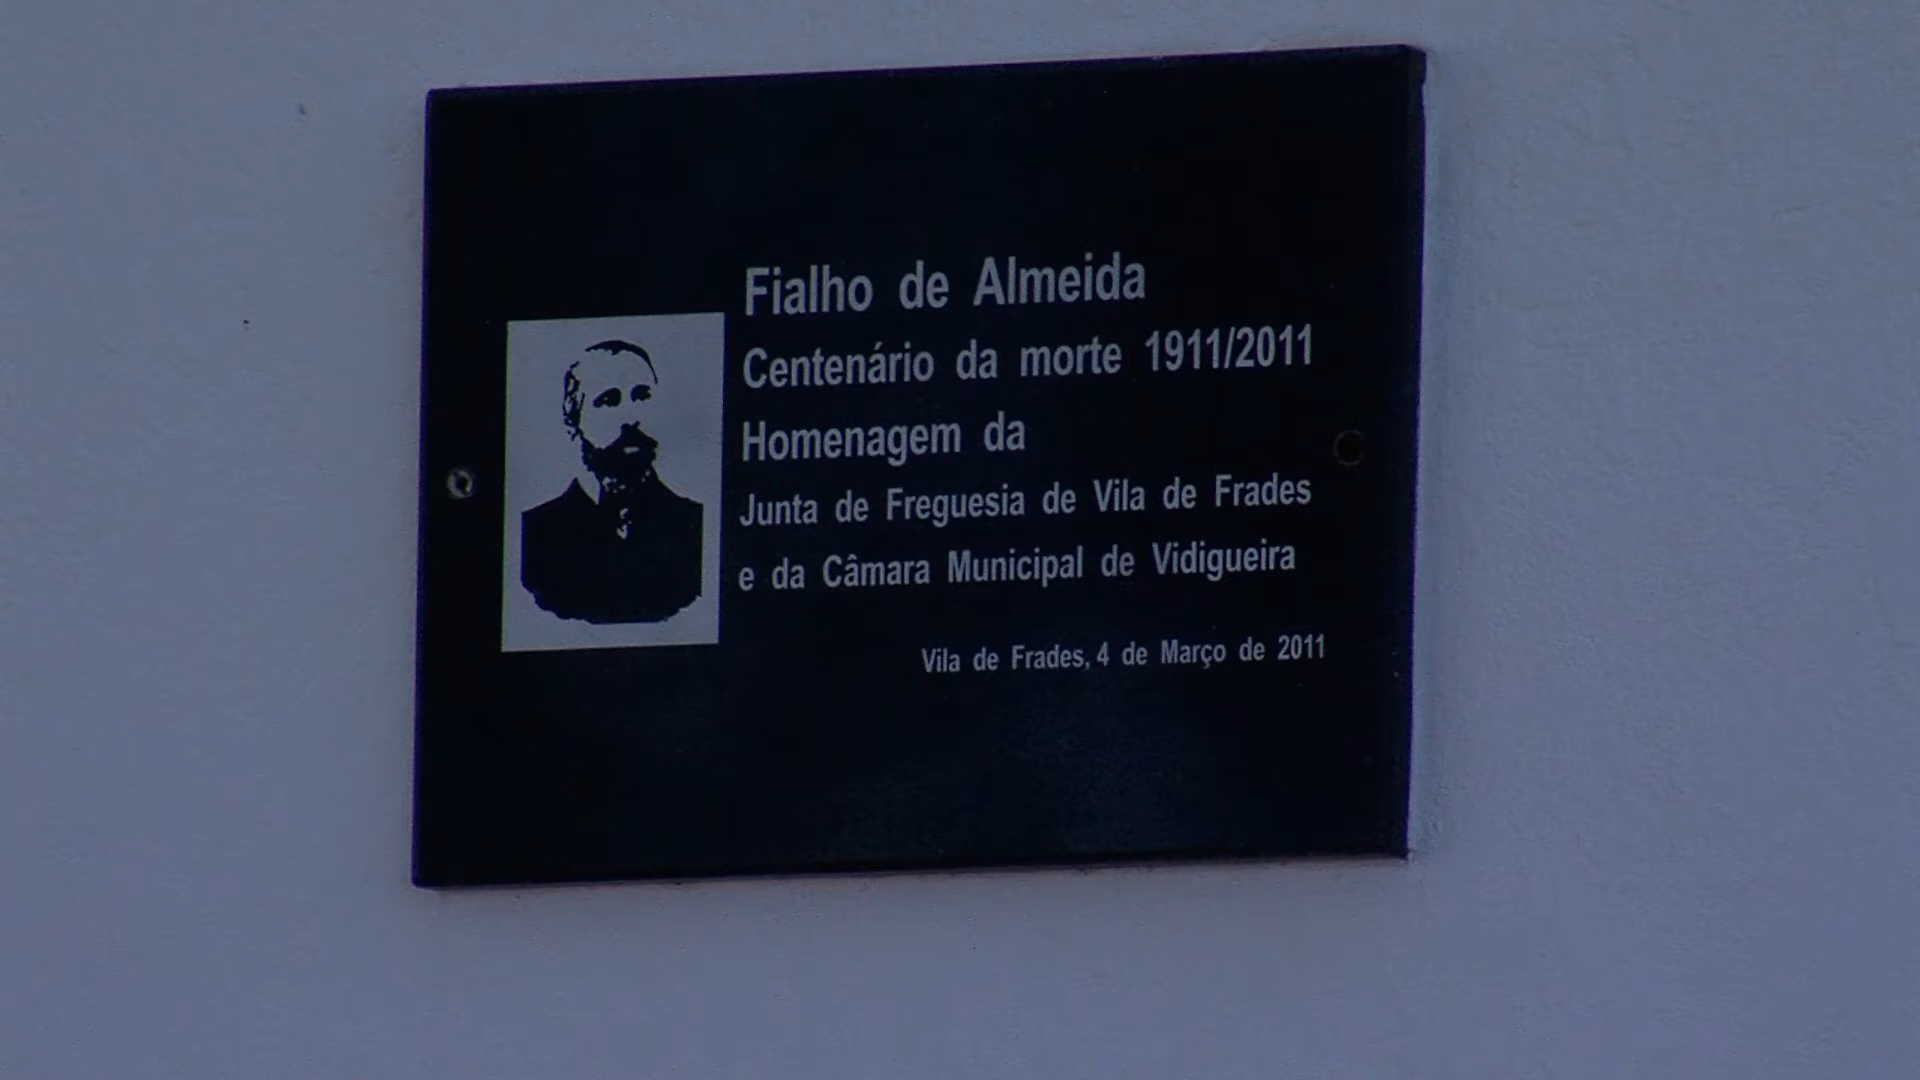 Fialho de Almeida
Centenário da morte 1911/2011
Homenagem da
Junta de Freguesia de Vila de Frades
e da Câmara Municipal de Vidigueira
Vila de Frades, 4 de Março de 2011